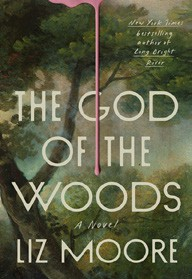 New York Times
bestselling
author of
Long Bright
River
THE GOD
OF THE
WOODS
A Novel
LIZ MOORE